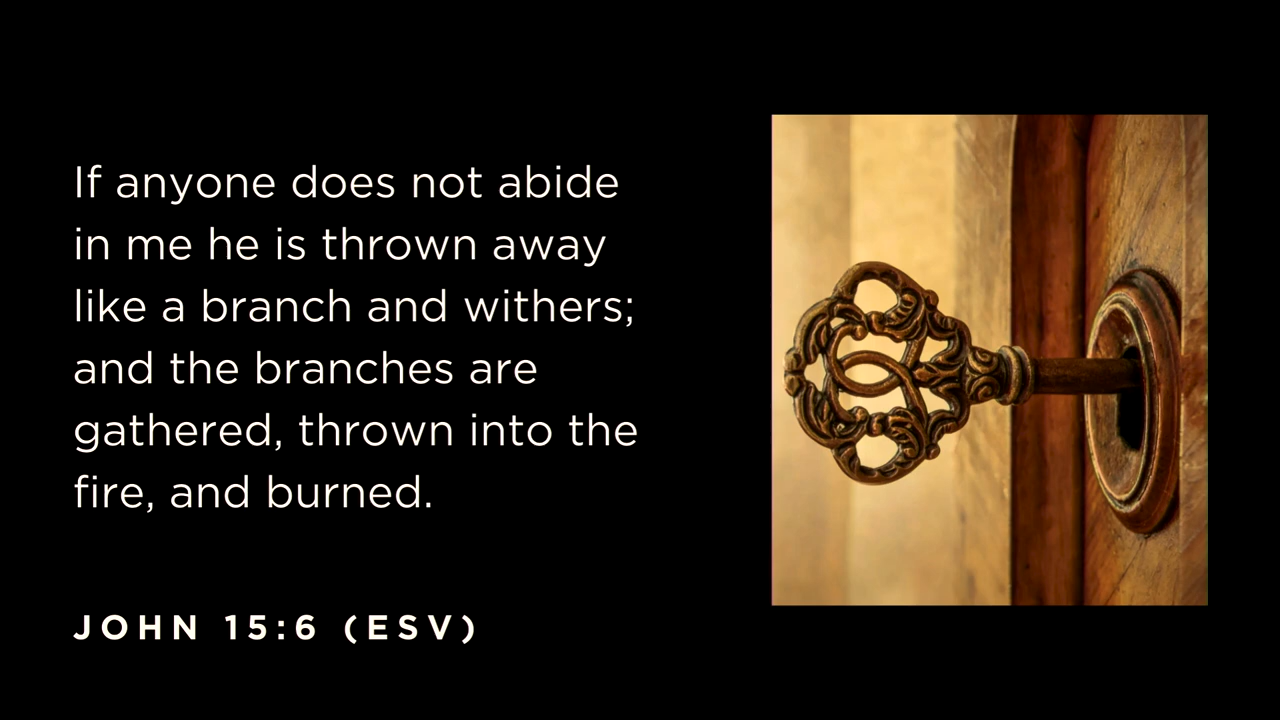 If anyone does not abide
in me he is thrown away
like a branch and withers;
and the branches are
gathered, thrown into the
fire, and burned.
JOHN 15:6 (ESV)